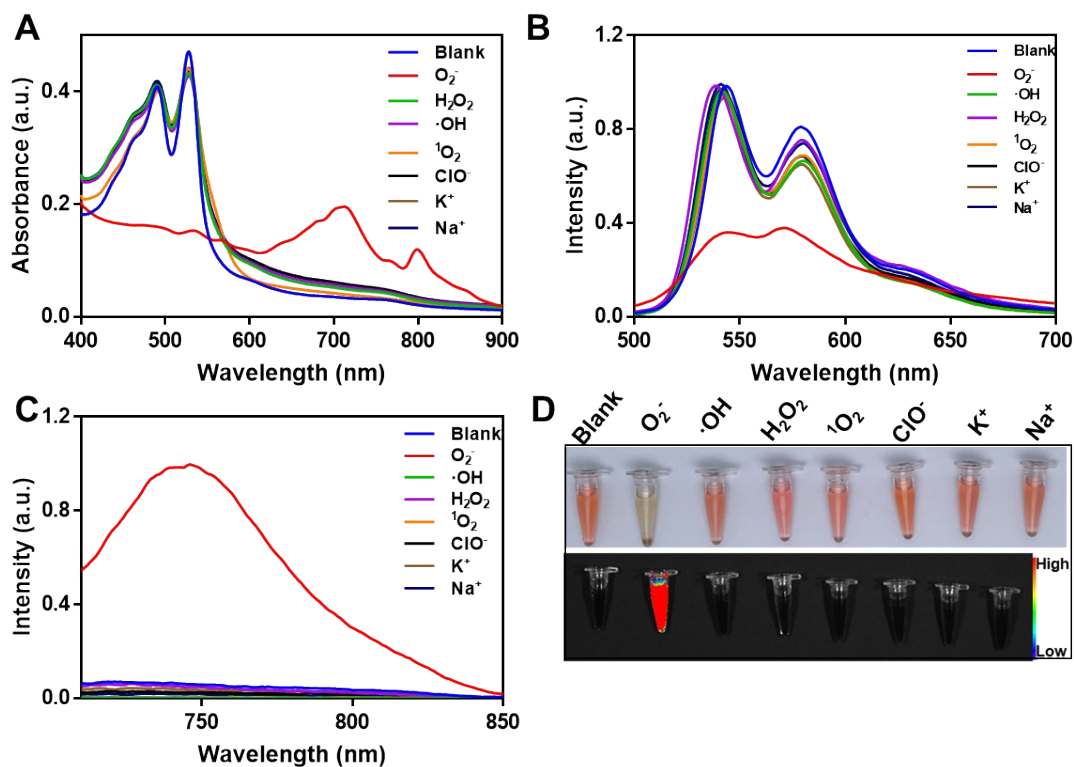 A
Absorbance (a.u.)
0.4
0.2
0.0
400 500 600 700 800 900
Wavelength (nm)
Blank
O₂⁻
H₂O₂
·OH
¹O₂
ClO⁻
K⁺
Na⁺
B
Intensity (a.u.)
1.2
0.8
0.4
0.0
500 550 600 650 700
Wavelength (nm)
Blank
O₂⁻
·OH
H₂O₂
¹O₂
ClO⁻
K⁺
Na⁺
C
Intensity (a.u.)
1.2
0.8
0.4
0.0
750 800 850
Wavelength (nm)
Blank
O₂⁻
·OH
H₂O₂
¹O₂
ClO⁻
K⁺
Na⁺
D
Blank O₂⁻ ·OH H₂O₂ ¹O₂ ClO⁻ K⁺ Na⁺
High
Low